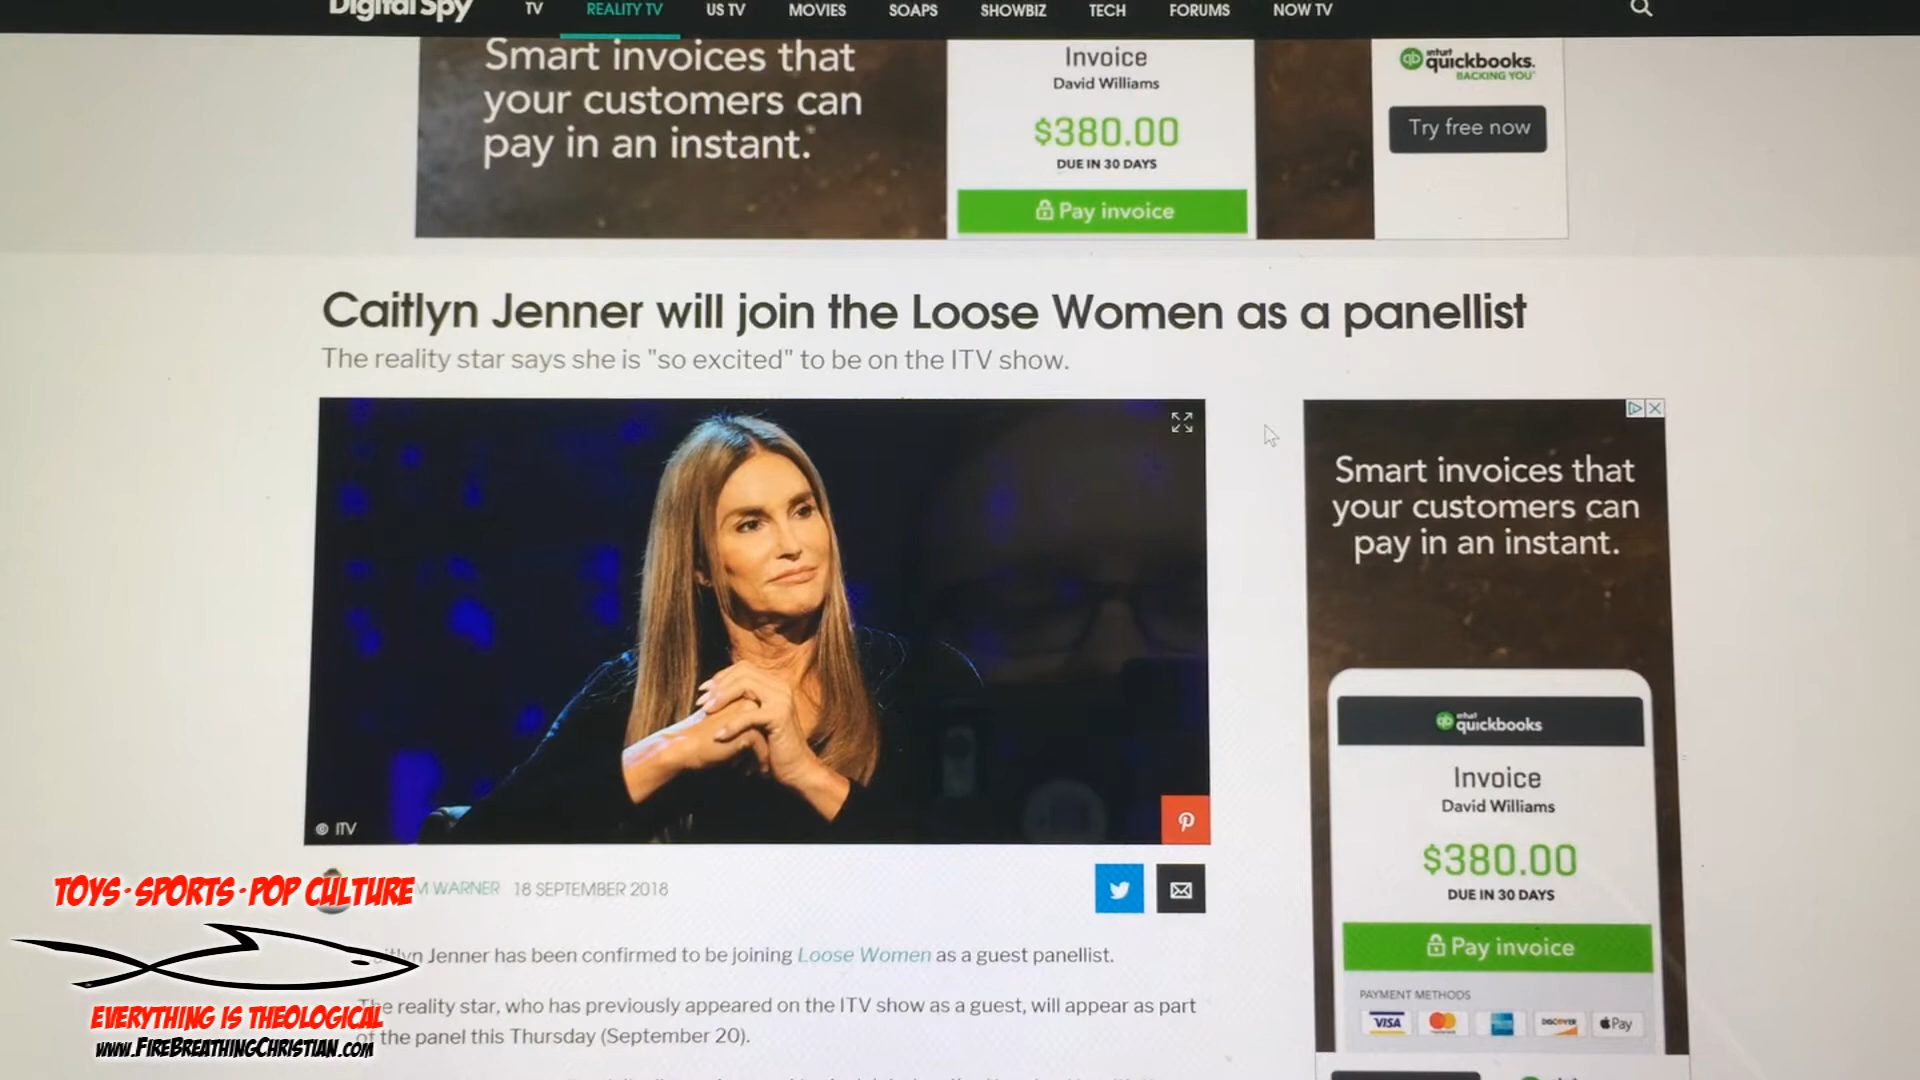 Digital Spy
TV
REALITY TV
US TV
MOVIES
SOAPS
SHOWBIZ
TECH
FORUMS
NOW TV
Smart invoices that
your customers can
pay in an instant.
Invoice
David Williams
$380.00
DUE IN 30 DAYS
Pay invoice
intuit
quickbooks.
BACKING YOU
Try free now
Caitlyn Jenner will join the Loose Women as a panellist
The reality star says she is "so excited" to be on the ITV show.
© ITV
WARNER 18 SEPTEMBER 2018
Jenner has been confirmed to be joining Loose Women as a guest panellist.
The reality star, who has previously appeared on the ITV show as a guest, will appear as part
of the panel this Thursday (September 20).
Smart invoices that
your customers can
pay in an instant.
intuit
quickbooks
Invoice
David Williams
$380.00
DUE IN 30 DAYS
Pay invoice
PAYMENT METHODS
VISA
DISCOVER
Pay
TOYS·SPORTS·POP CULTURE
EVERYTHING IS THEOLOGICAL
www.FIREBREATHINGCHRISTIAN.com